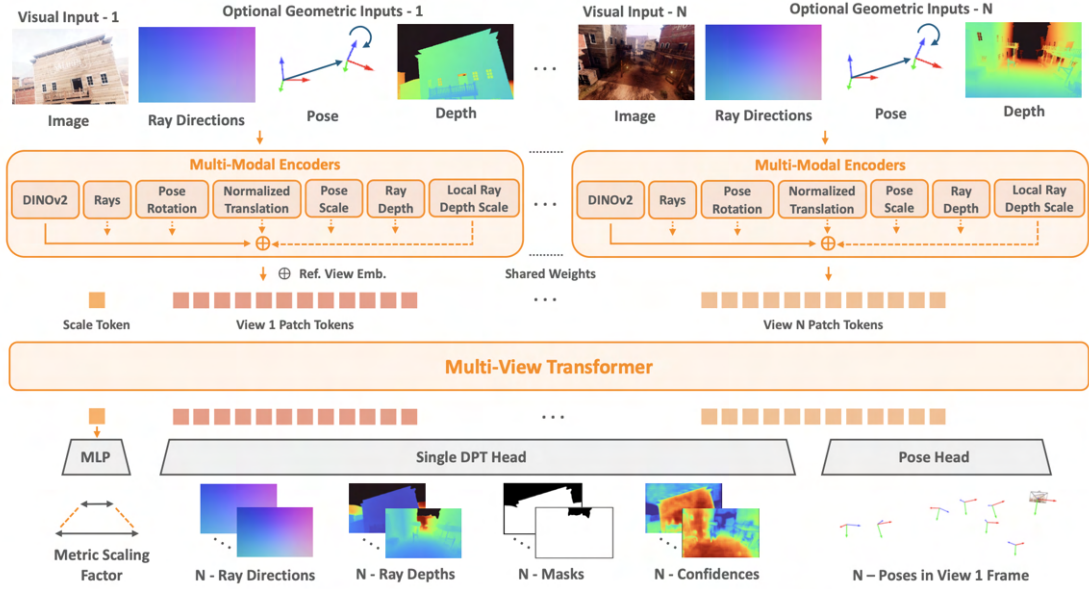 Visual Input - 1
Optional Geometric Inputs - 1
Visual Input - N
Optional Geometric Inputs - N
Image
Ray Directions
Pose
Depth
Image
Ray Directions
Pose
Depth
Multi-Modal Encoders
DINOv2
Rays
Pose
Rotation
Normalized
Translation
Pose
Scale
Ray
Depth
Local Ray
Depth Scale
Multi-Modal Encoders
DINOv2
Rays
Pose
Rotation
Normalized
Translation
Pose
Scale
Ray
Depth
Local Ray
Depth Scale
Ref. View Emb.
Shared Weights
Scale Token
View 1 Patch Tokens
View N Patch Tokens
Multi-View Transformer
MLP
Single DPT Head
Pose Head
Metric Scaling
Factor
N - Ray Directions
N - Ray Depths
N - Masks
N - Confidences
N – Poses in View 1 Frame